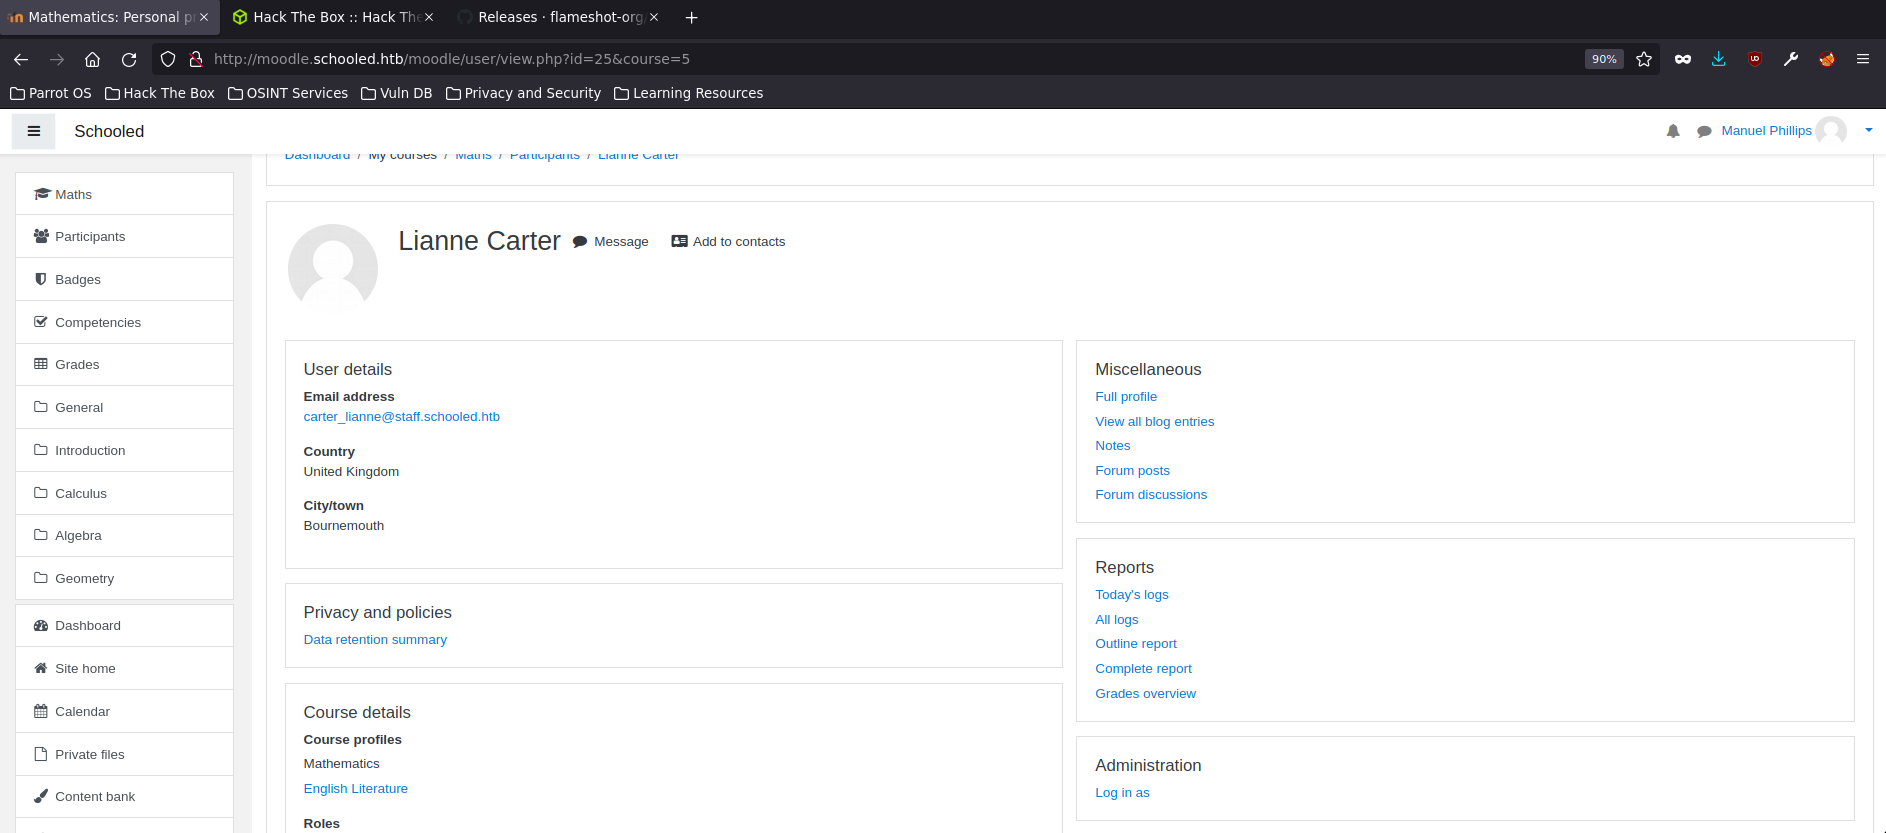 Mathematics: Personal p
Hack The Box :: Hack The
Releases · flameshot-org
http://moodle.schooled.htb/moodle/user/view.php?id=25&course=5
90%
Parrot OS
Hack The Box
OSINT Services
Vuln DB
Privacy and Security
Learning Resources
Schooled
Manuel Phillips
Dashboard / My courses / Maths / Participants / Lianne Carter
Maths
Participants
Badges
Competencies
Grades
General
Introduction
Calculus
Algebra
Geometry
Dashboard
Site home
Calendar
Private files
Content bank
Lianne Carter
Message
Add to contacts
User details
Email address
carter_lianne@staff.schooled.htb
Country
United Kingdom
City/town
Bournemouth
Privacy and policies
Data retention summary
Course details
Course profiles
Mathematics
English Literature
Roles
Miscellaneous
Full profile
View all blog entries
Notes
Forum posts
Forum discussions
Reports
Today's logs
All logs
Outline report
Complete report
Grades overview
Administration
Log in as